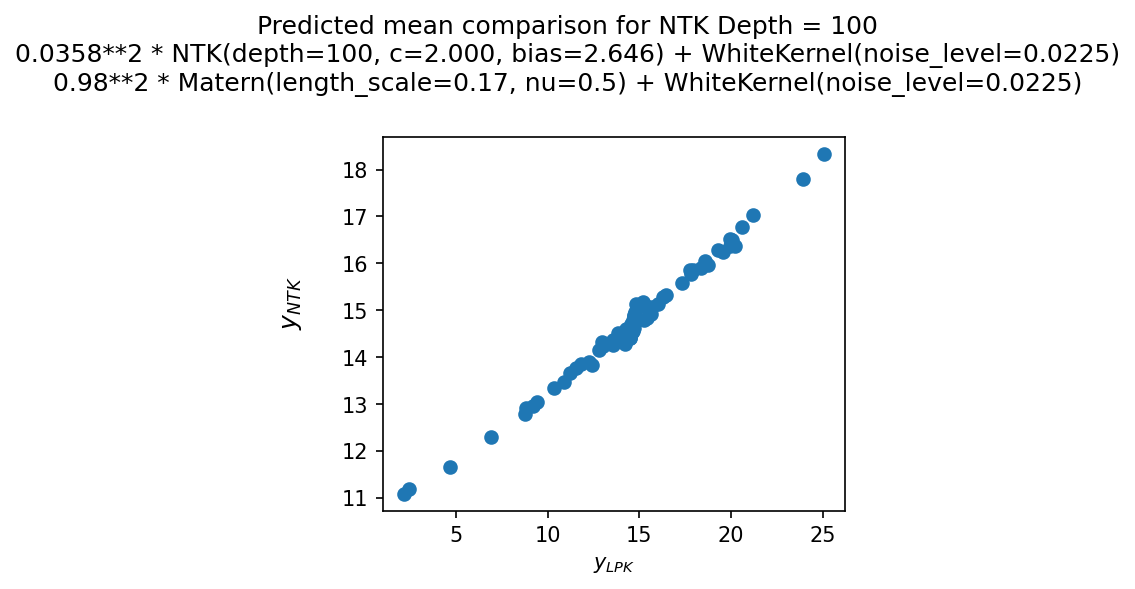 Predicted mean comparison for NTK Depth = 100
0.0358**2 * NTK(depth=100, c=2.000, bias=2.646) + WhiteKernel(noise_level=0.0225)
0.98**2 * Matern(length_scale=0.17, nu=0.5) + WhiteKernel(noise_level=0.0225)
18
17
16
15
14
13
12
11
y_NTK
5 10 15 20 25
y_LPK